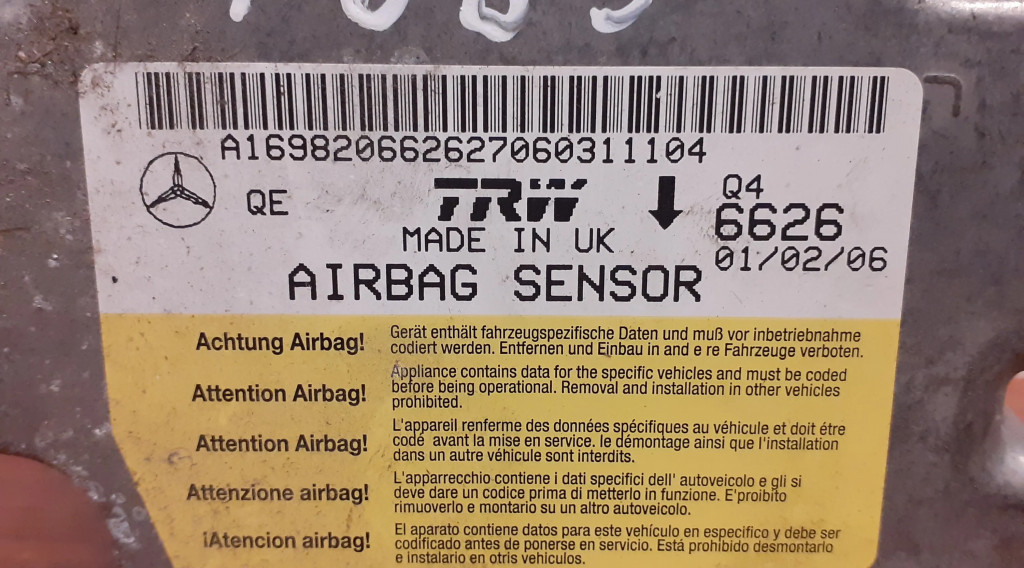 A169820662627060311104
QE
TRW
MADE IN UK
AIRBAG SENSOR
Q4
6626
01/02/06
Achtung Airbag!
Gerät enthält fahrzeugspezifische Daten und muß vor inbetriebnahme
codiert werden. Entfernen und Einbau in and e re Fahrzeuge verboten.
Attention Airbag!
Appliance contains data for the specific vehicles and must be coded
before being operational. Removal and installation in other vehicles
prohibited.
Attention Airbag!
L'appareil renferme des données spécifiques au véhicule et doit étre
codé avant la mise en service. le démontage ainsi que l'installation
dans un autre véhicule sont interdits.
Attenzione airbag!
L'apparrecchio contiene i dati specifici dell' autoveicolo e gli si
deve dare un codice prima di metterlo in funzione. E'proibito
rimuoverlo e montario su un altro autoveicolo.
¡Atencion airbag!
El aparato contiene datos para este vehículo en especifico y debe ser
codificado antes de ponerse en servicio. Está prohibido desmontarlo
e instalario en otris vehiculos.